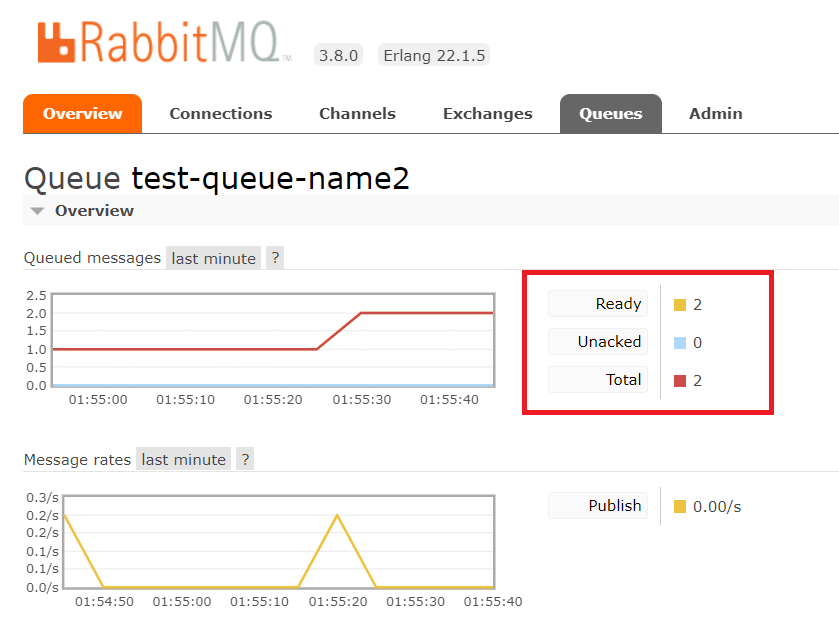 RabbitMQ TM 3.8.0 Erlang 22.1.5
Overview Connections Channels Exchanges Queues Admin
Queue test-queue-name2
Overview
Queued messages last minute ?
2.5
2.0
1.5
1.0
0.5
0.0
01:55:00 01:55:10 01:55:20 01:55:30 01:55:40
Ready 2
Unacked 0
Total 2
Message rates last minute ?
0.3/s
0.2/s
0.2/s
0.1/s
0.1/s
0.0/s
01:54:50 01:55:00 01:55:10 01:55:20 01:55:30 01:55:40
Publish 0.00/s